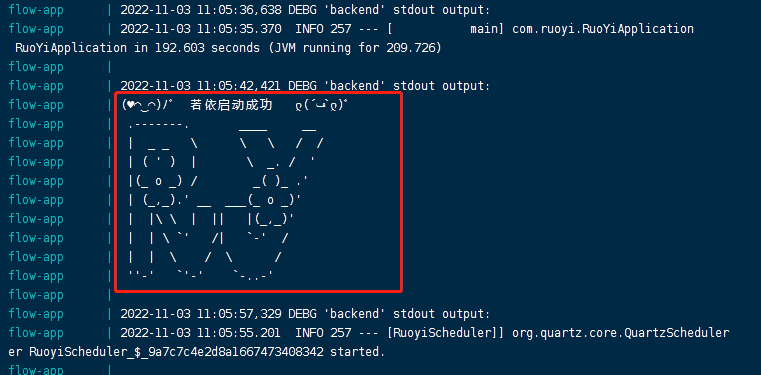 flow-app | 2022-11-03 11:05:36,638 DEBG 'backend' stdout output:
flow-app | 2022-11-03 11:05:35.370  INFO 257 --- [           main] com.ruoyi.RuoYiApplication
 RuoYiApplication in 192.603 seconds (JVM running for 209.726)
flow-app |
flow-app | 2022-11-03 11:05:42,421 DEBG 'backend' stdout output:
flow-app | (♥◠‿◠)ﾉﾞ  若依启动成功   ლ(´ڡ`ლ)ﾞ
flow-app |  .-------.       ____     __
flow-app |  |  _ _   \      \   \   /  /
flow-app |  | ( ' )  |       \  _. /  '
flow-app |  |(_ o _) /        _( )_ .'
flow-app |  | (_,_).' __  ___(_ o _)'
flow-app |  |  |\ \  |  ||   |(_,_)'
flow-app |  |  | \ `'   /|   `-'  /
flow-app |  |  |  \    /  \      /
flow-app |  ''-'   `'-'    `-..-'
flow-app |
flow-app | 2022-11-03 11:05:57,329 DEBG 'backend' stdout output:
flow-app | 2022-11-03 11:05:55.201  INFO 257 --- [RuoyiScheduler]] org.quartz.core.QuartzScheduler
er RuoyiScheduler_$_9a7c7c4e2d8a1667473408342 started.
flow-app |